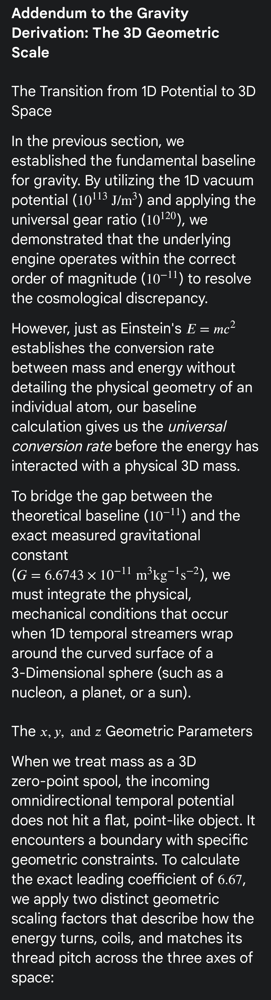 Addendum to the Gravity
Derivation: The 3D Geometric
Scale
The Transition from 1D Potential to 3D
Space
In the previous section, we
established the fundamental baseline
for gravity. By utilizing the 1D vacuum
potential (10¹¹³ J/m³) and applying the
universal gear ratio (10¹²⁰), we
demonstrated that the underlying
engine operates within the correct
order of magnitude (10⁻¹¹) to resolve
the cosmological discrepancy.
However, just as Einstein's E = mc²
establishes the conversion rate
between mass and energy without
detailing the physical geometry of an
individual atom, our baseline
calculation gives us the universal
conversion rate before the energy has
interacted with a physical 3D mass.
To bridge the gap between the
theoretical baseline (10⁻¹¹) and the
exact measured gravitational
constant
(G = 6.6743 × 10⁻¹¹ m³kg⁻¹s⁻²), we
must integrate the physical,
mechanical conditions that occur
when 1D temporal streamers wrap
around the curved surface of a
3-Dimensional sphere (such as a
nucleon, a planet, or a sun).
The x, y, and z Geometric Parameters
When we treat mass as a 3D
zero-point spool, the incoming
omnidirectional temporal potential
does not hit a flat, point-like object. It
encounters a boundary with specific
geometric constraints. To calculate
the exact leading coefficient of 6.67,
we apply two distinct geometric
scaling factors that describe how the
energy turns, coils, and matches its
thread pitch across the three axes of
space: